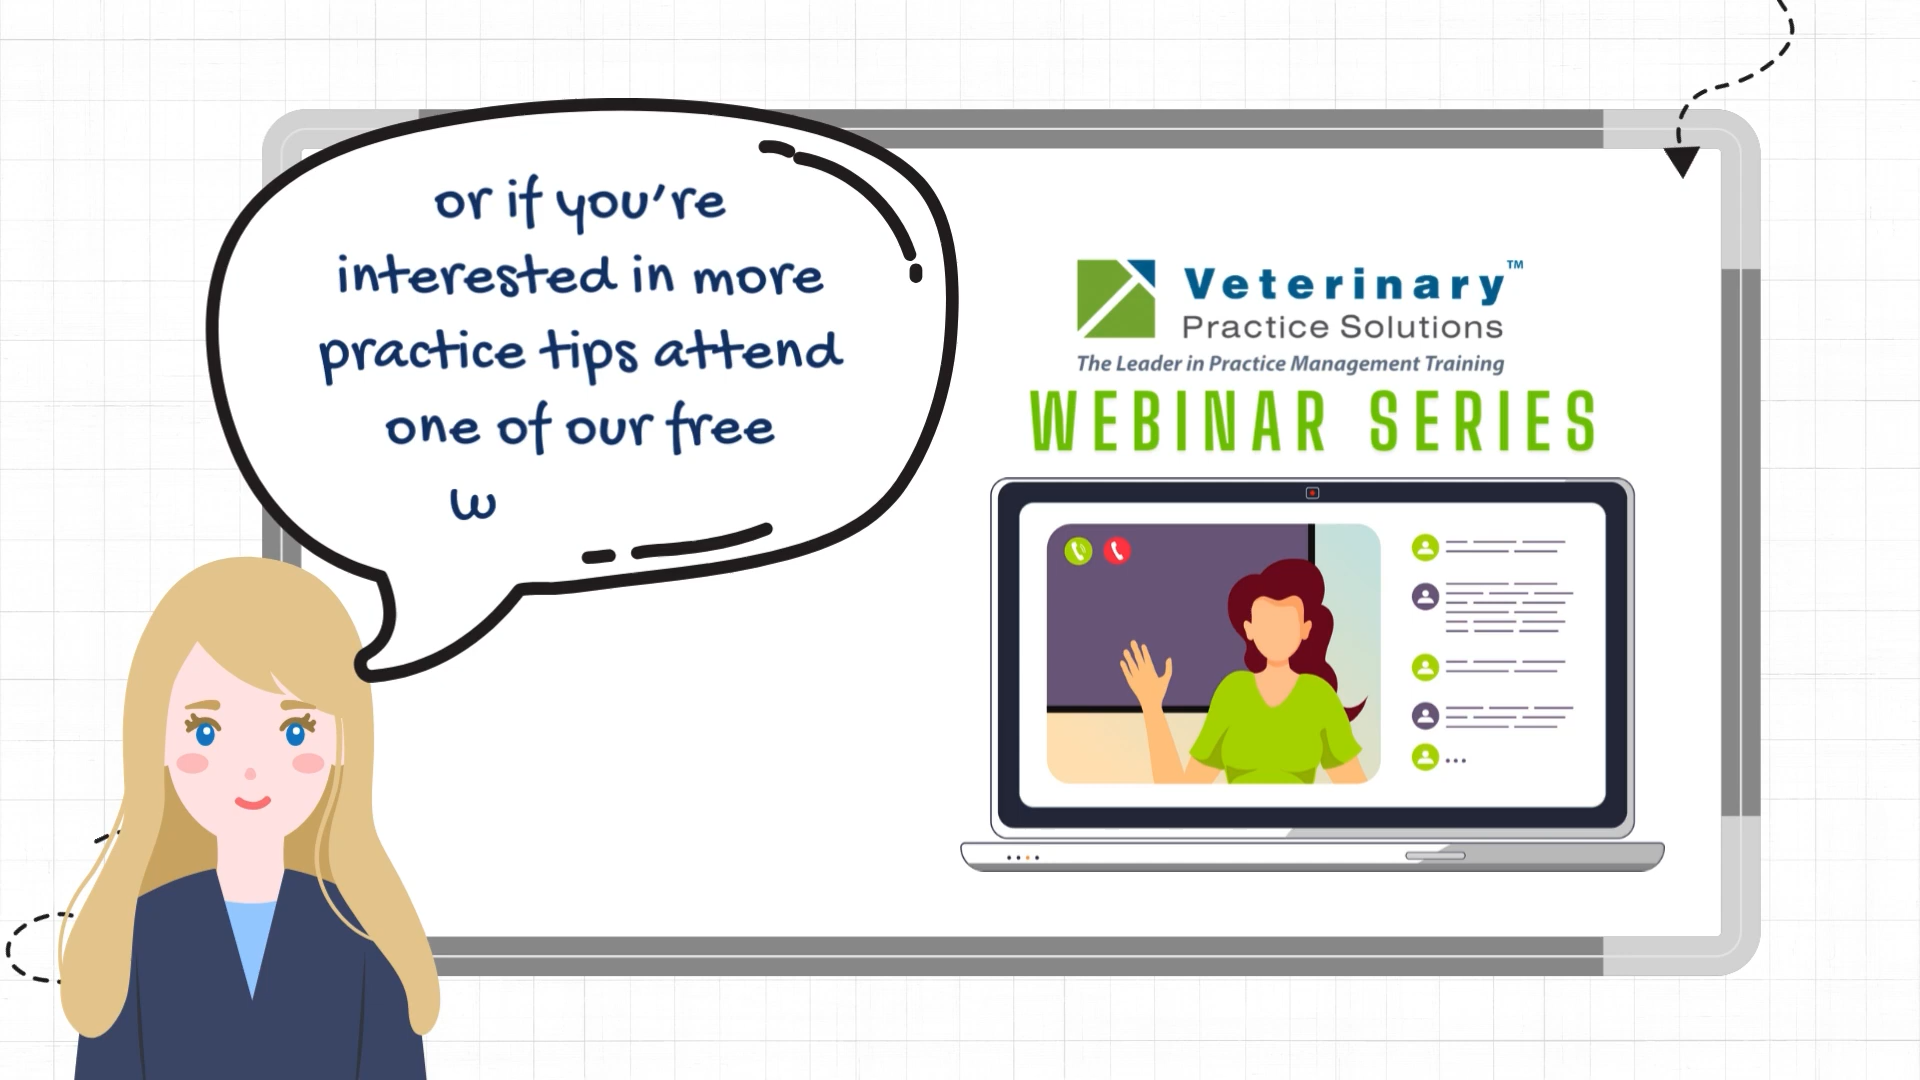 or if you’re
interested in more
practice tips attend
one of our free
w
Veterinary™
Practice Solutions
The Leader in Practice Management Training
WEBINAR SERIES